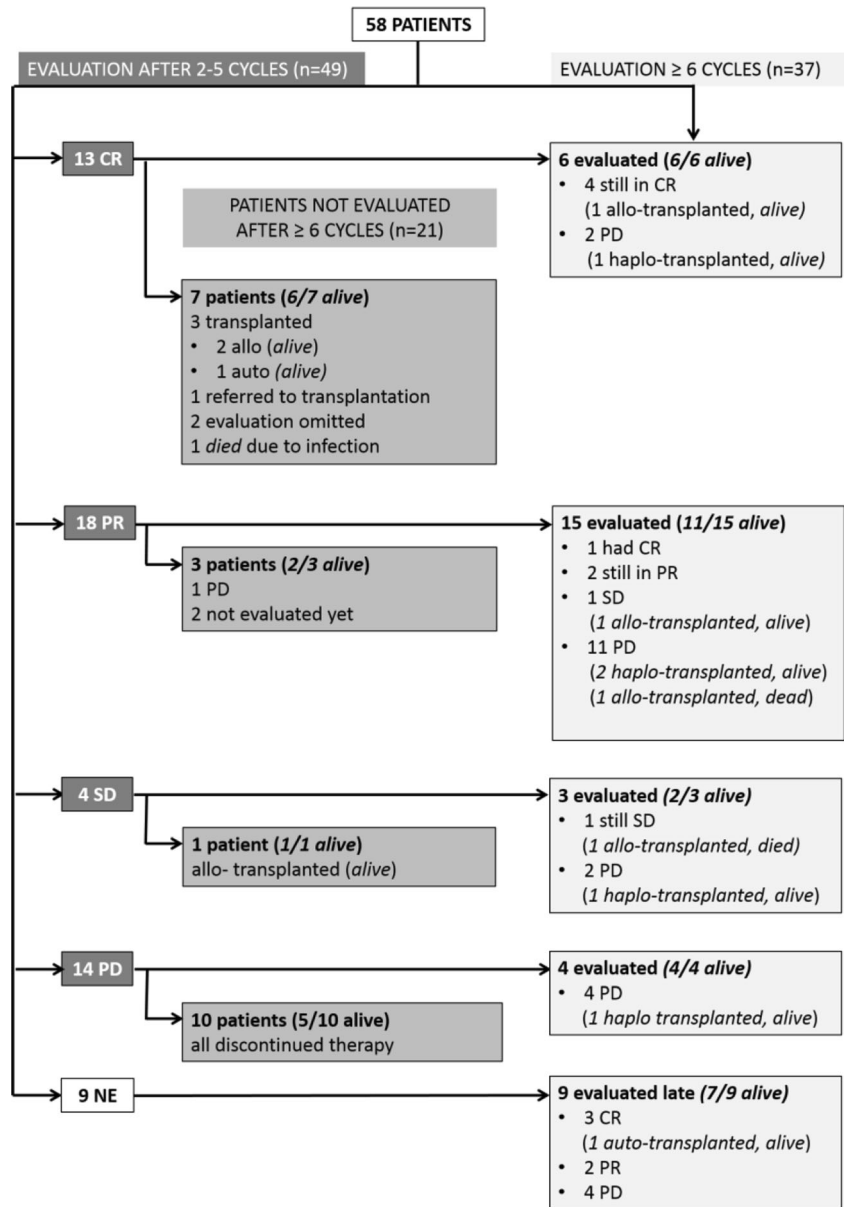 58 PATIENTS
EVALUATION AFTER 2-5 CYCLES (n=49)
EVALUATION ≥ 6 CYCLES (n=37)
13 CR
6 evaluated (6/6 alive)
• 4 still in CR
(1 allo-transplanted, alive)
• 2 PD
(1 haplo-transplanted, alive)
PATIENTS NOT EVALUATED
AFTER ≥ 6 CYCLES (n=21)
7 patients (6/7 alive)
3 transplanted
• 2 allo (alive)
• 1 auto (alive)
1 referred to transplantation
2 evaluation omitted
1 died due to infection
18 PR
15 evaluated (11/15 alive)
• 1 had CR
• 2 still in PR
• 1 SD
(1 allo-transplanted, alive)
• 11 PD
(2 haplo-transplanted, alive)
(1 allo-transplanted, dead)
3 patients (2/3 alive)
1 PD
2 not evaluated yet
4 SD
3 evaluated (2/3 alive)
• 1 still SD
(1 allo-transplanted, died)
• 2 PD
(1 haplo-transplanted, alive)
1 patient (1/1 alive)
allo- transplanted (alive)
14 PD
4 evaluated (4/4 alive)
• 4 PD
(1 haplo transplanted, alive)
10 patients (5/10 alive)
all discontinued therapy
9 NE
9 evaluated late (7/9 alive)
• 3 CR
(1 auto-transplanted, alive)
• 2 PR
• 4 PD